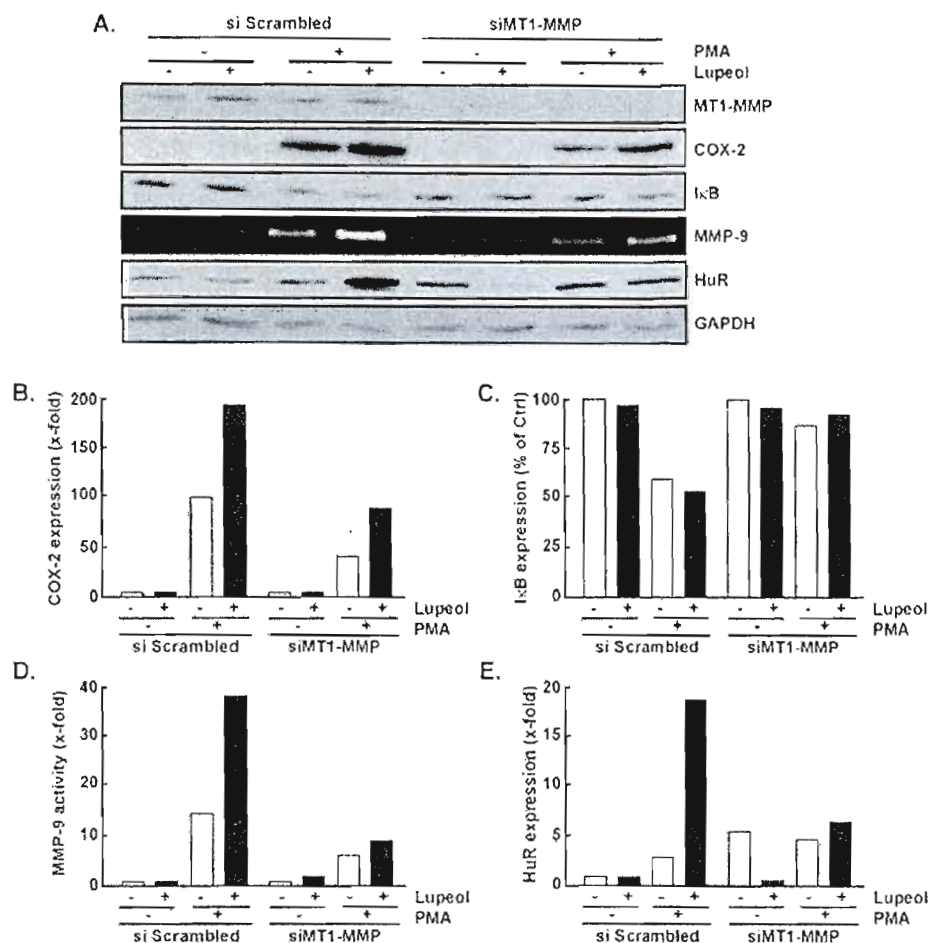 A.
si Scrambled siMT1-MMP
- + - + PMA
- + - + - + - + Lupeol
MT1-MMP
COX-2
IκB
MMP-9
HuR
GAPDH
B.
COX-2 expression (x-fold)
200
150
100
50
0
- + - + - + - + Lupeol
- + - + PMA
si Scrambled siMT1-MMP
C.
IκB expression (% of Ctrl)
100
75
50
25
0
- + - + - + - + Lupeol
- + - + PMA
si Scrambled siMT1-MMP
D.
MMP-9 activity (x-fold)
40
30
20
10
0
- + - + - + - + Lupeol
- + - + PMA
si Scrambled siMT1-MMP
E.
HuR expression (x-fold)
20
15
10
5
0
- + - + - + - + Lupeol
- + - + PMA
si Scrambled siMT1-MMP